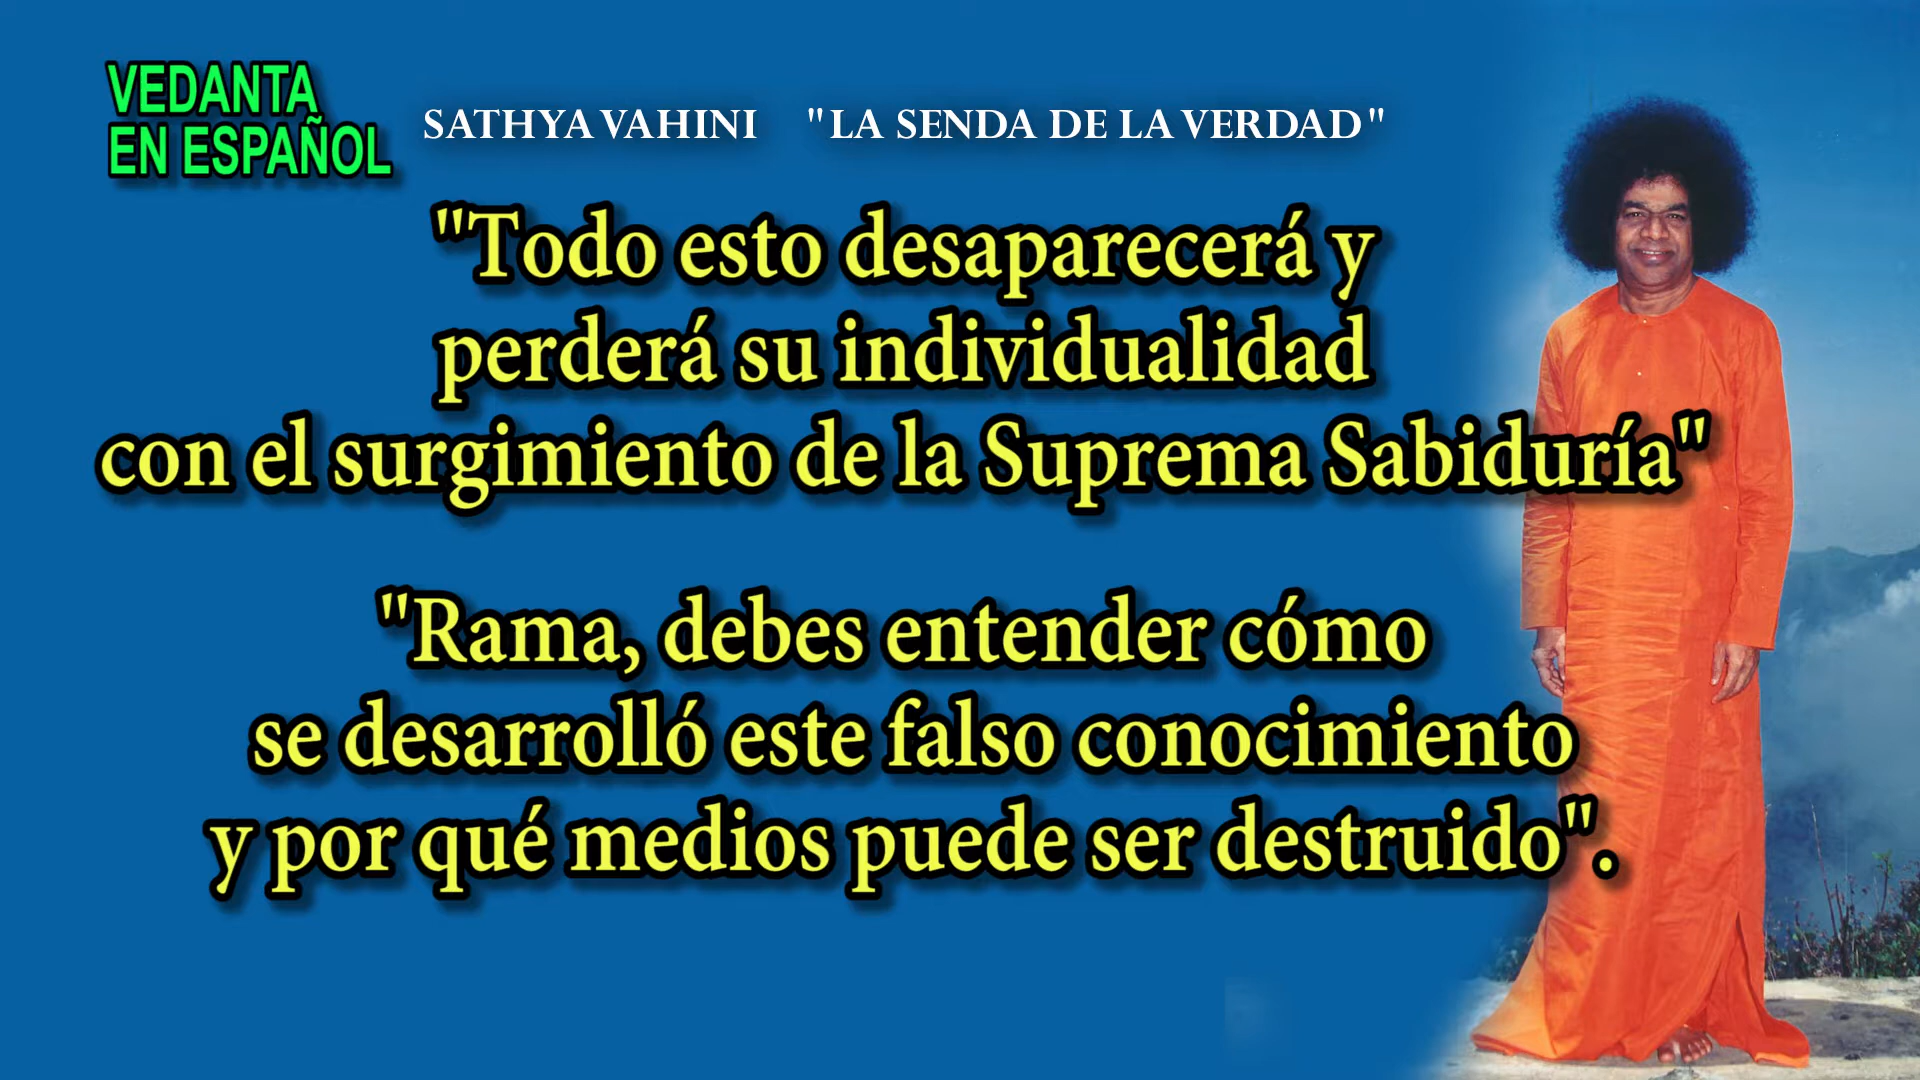 VEDANTA
EN ESPAÑOL
SATHYA VAHINI "LA SENDA DE LA VERDAD"
"Todo esto desaparecerá y
perderá su individualidad
con el surgimiento de la Suprema Sabiduría"
"Rama, debes entender cómo
se desarrolló este falso conocimiento
y por qué medios puede ser destruido".